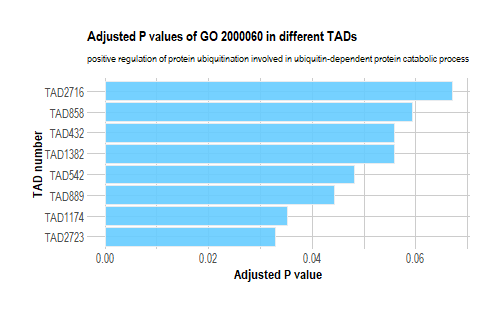 Adjusted P values of GO 2000060 in different TADs
positive regulation of protein ubiquitination involved in ubiquitin-dependent protein catabolic process
TAD number
TAD2716
TAD858
TAD432
TAD1382
TAD542
TAD889
TAD1174
TAD2723
0.00 0.02 0.04 0.06
Adjusted P value